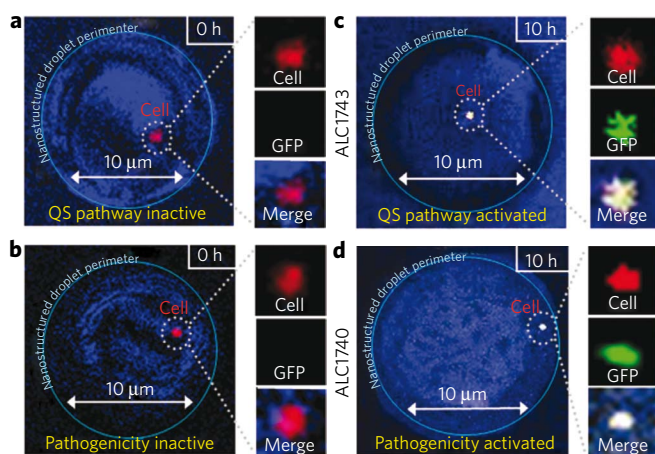 a
0 h
Nanostructured droplet perimeter
Cell
10 µm
QS pathway inactive
Cell
GFP
Merge
ALC1743
c
10 h
Nanostructured droplet perimeter
Cell
10 µm
QS pathway activated
Cell
GFP
Merge
b
0 h
Nanostructured droplet perimeter
Cell
10 µm
Pathogenicity inactive
Cell
GFP
Merge
ALC1740
d
10 h
Nanostructured droplet perimeter
Cell
10 µm
Pathogenicity activated
Cell
GFP
Merge